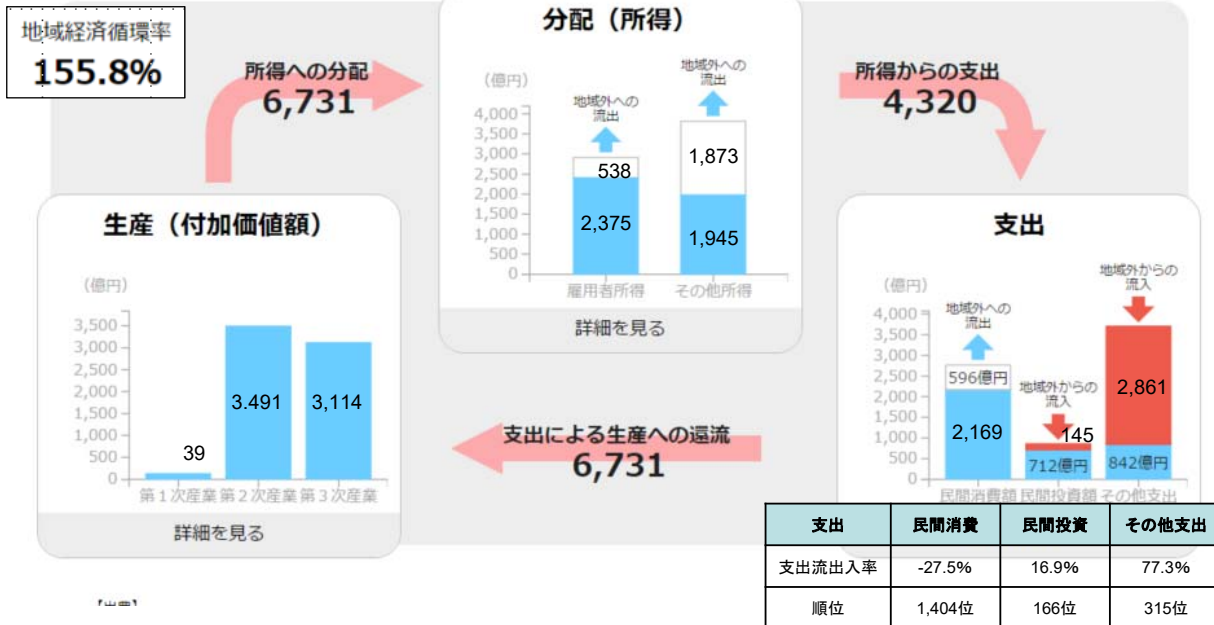 地域経済循環率
155.8%
所得への分配
6,731
分配（所得）
（億円）
地域外への
流出
地域外への
流出
4,000
3,500
3,000
2,500
2,000
1,500
1,000
500
0
538
2,375
1,873
1,945
雇用者所得
その他所得
詳細を見る
所得からの支出
4,320
生産（付加価値額）
（億円）
3,500
3,000
2,500
2,000
1,500
1,000
500
0
39
3.491
3,114
第１次産業
第２次産業
第３次産業
詳細を見る
支出による生産への還流
6,731
支出
（億円）
地域外への
流出
地域外からの
流入
地域外からの
流入
4,000
3,500
3,000
2,500
2,000
1,500
1,000
500
0
596億円
2,169
145
712億円
2,861
842億円
民間消費額
民間投資額
その他支出
支出 民間消費 民間投資 その他支出
支出流出入率 -27.5% 16.9% 77.3%
順位 1,404位 166位 315位